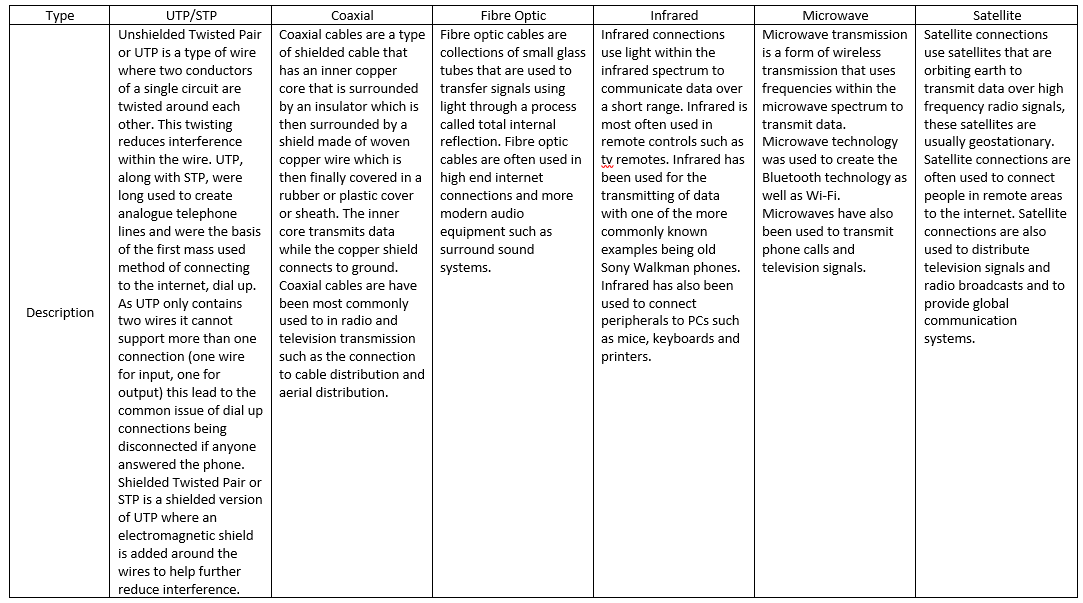 Type
UTP/STP
Coaxial
Fibre Optic
Infrared
Microwave
Satellite
Description
Unshielded Twisted Pair
or UTP is a type of wire
where two conductors
of a single circuit are
twisted around each
other. This twisting
reduces interference
within the wire. UTP,
along with STP, were
long used to create
analogue telephone
lines and were the basis
of the first mass used
method of connecting
to the internet, dial up.
As UTP only contains
two wires it cannot
support more than one
connection (one wire
for input, one for
output) this lead to the
common issue of dial up
connections being
disconnected if anyone
answered the phone.
Shielded Twisted Pair or
STP is a shielded version
of UTP where an
electromagnetic shield
is added around the
wires to help further
reduce interference.
Coaxial cables are a type
of shielded cable that
has an inner copper
core that is surrounded
by an insulator which is
then surrounded by a
shield made of woven
copper wire which is
then finally covered in a
rubber or plastic cover
or sheath. The inner
core transmits data
while the copper shield
connects to ground.
Coaxial cables are have
been most commonly
used to in radio and
television transmission
such as the connection
to cable distribution and
aerial distribution.
Fibre optic cables are
collections of small glass
tubes that are used to
transfer signals using
light through a process
called total internal
reflection. Fibre optic
cables are often used in
high end internet
connections and more
modern audio
equipment such as
surround sound
systems.
Infrared connections
use light within the
infrared spectrum to
communicate data over
a short range. Infrared is
most often used in
remote controls such as
tv remotes. Infrared has
been used for the
transmitting of data
with one of the more
commonly known
examples being old
Sony Walkman phones.
Infrared has also been
used to connect
peripherals to PCs such
as mice, keyboards and
printers.
Microwave transmission
is a form of wireless
transmission that uses
frequencies within the
microwave spectrum to
transmit data.
Microwave technology
was used to create the
Bluetooth technology as
well as Wi-Fi.
Microwaves have also
been used to transmit
phone calls and
television signals.
Satellite connections
use satellites that are
orbiting earth to
transmit data over high
frequency radio signals,
these satellites are
usually geostationary.
Satellite connections are
often used to connect
people in remote areas
to the internet. Satellite
connections are also
used to distribute
television signals and
radio broadcasts and to
provide global
communication
systems.